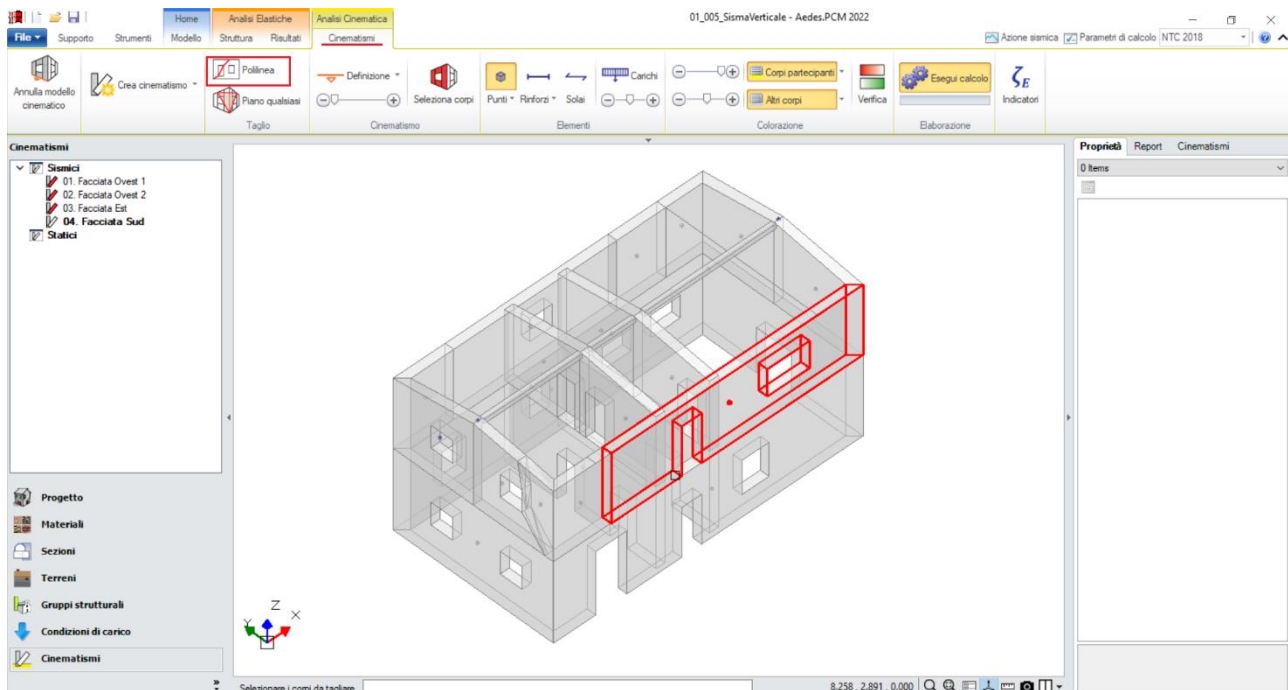 01_005_SismaVerticale - Aedes.PCM 2022
Home
Analisi Elastiche
Analisi Cinematica
File
Supporto
Strumenti
Modello
Struttura
Risultati
Cinematismi
Azione sismica
Parametri di calcolo
NTC 2018
Annulla modello
cinematico
Crea cinematismo
Polilinea
Piano qualsiasi
Taglio
Definizione
Seleziona corpi
Cinematismo
Punti
Rinforzi
Solai
Carichi
Elementi
Corpi partecipanti
Altri corpi
Verifica
Colorazione
Esegui calcolo
Elaborazione
ζE
Indicatori
Cinematismi
Sismici
01. Facciata Ovest 1
02. Facciata Ovest 2
03. Facciata Est
04. Facciata Sud
Statici
Progetto
Materiali
Sezioni
Terreni
Gruppi strutturali
Condizioni di carico
Cinematismi
Z
X
Y
Proprietà
Report
Cinematismi
0 Items
Selezionare i corpi da tagliare
8.258 , 2.891 , 0.000